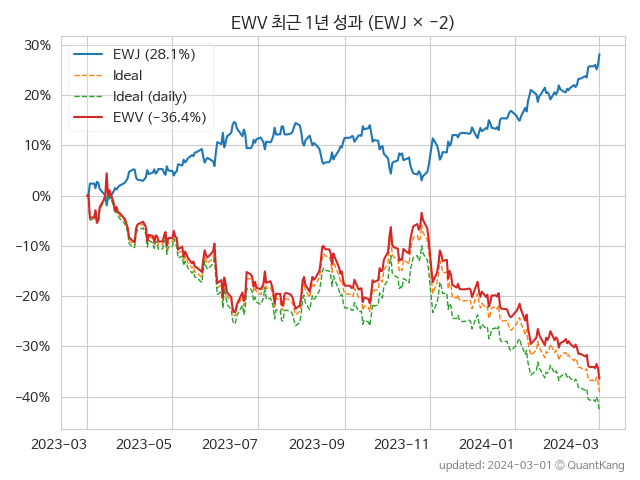 EWV 최근 1년 성과 (EWJ × −2)
30%
20%
10%
0%
−10%
−20%
−30%
−40%
EWJ (28.1%)
Ideal
Ideal (daily)
EWV (−36.4%)
2023-03
2023-05
2023-07
2023-09
2023-11
2024-01
2024-03
updated: 2024-03-01 © QuantKang